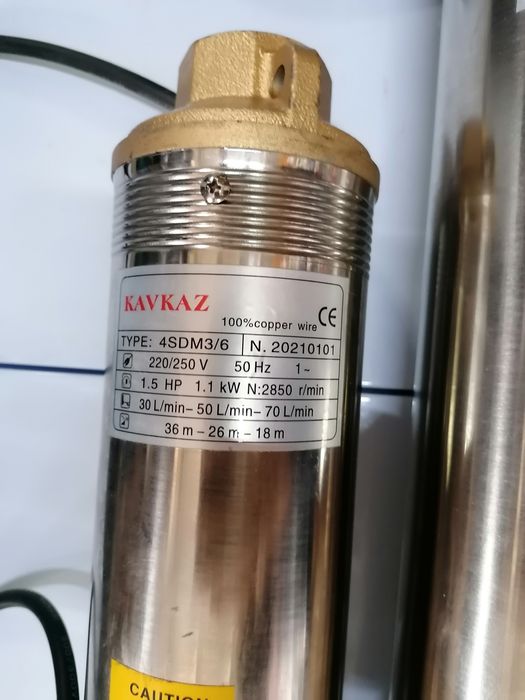 KAVKAZ
100%copper wire CE
TYPE: 4SDM3/6 N. 20210101
220/250 V 50 Hz 1~
1.5 HP 1.1 kW N:2850 r/min
30 L/min– 50 L/min– 70 L/min
36 m – 26 m – 18 m
CAUTION